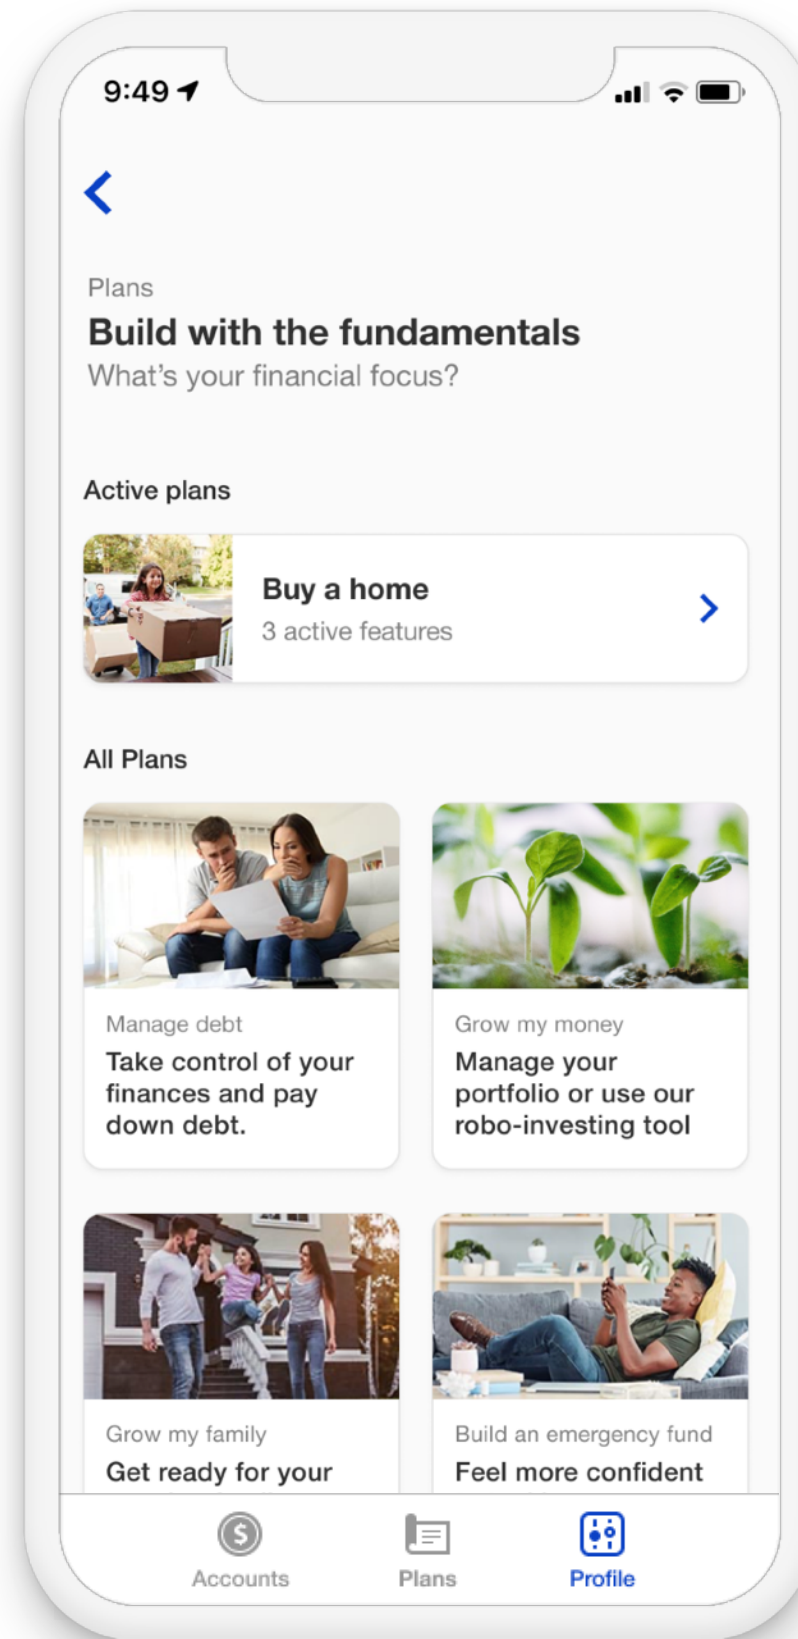 9:49
Plans
Build with the fundamentals
What's your financial focus?
Active plans
Buy a home
3 active features
All Plans
Manage debt
Take control of your
finances and pay
down debt.
Grow my money
Manage your
portfolio or use our
robo-investing tool
Grow my family
Get ready for your
Build an emergency fund
Feel more confident
Accounts
Plans
Profile